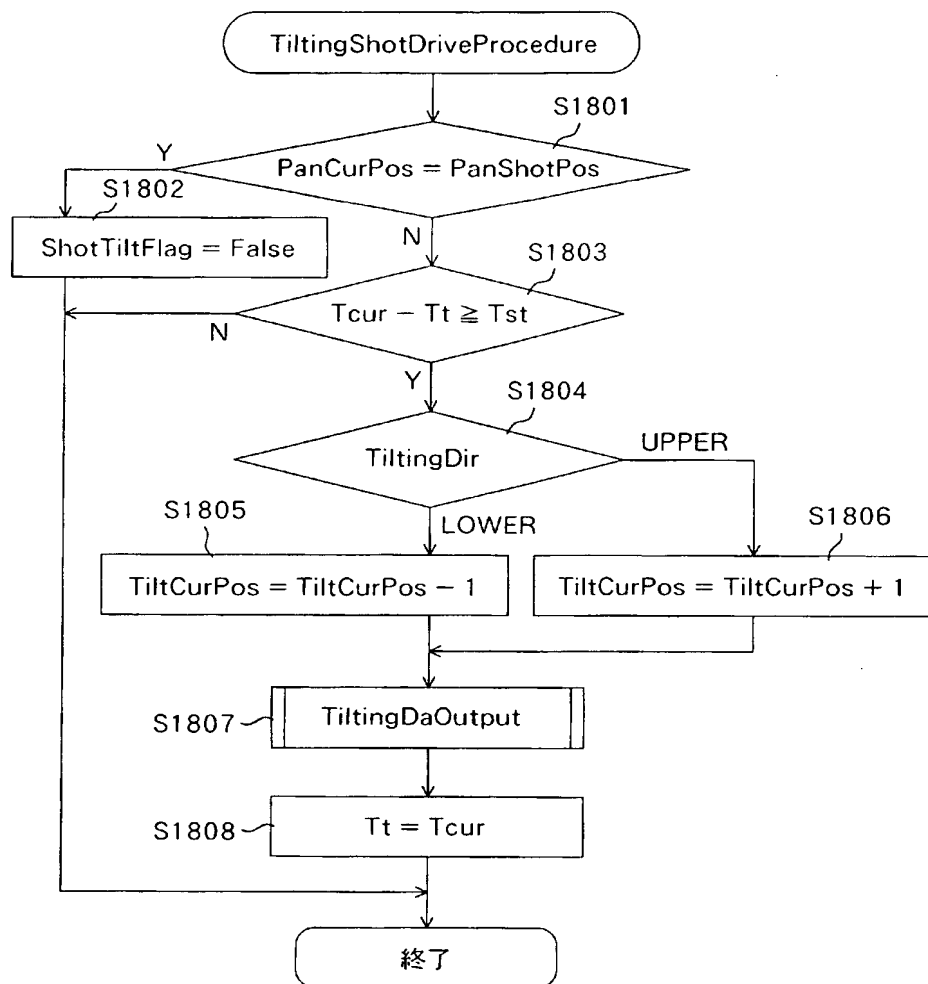 TiltingShotDriveProcedure
S1801
Y
PanCurPos = PanShotPos
S1802
N
ShotTiltFlag = False
S1803
Tcur − Tt ≧ Tst
N
Y
S1804
UPPER
TiltingDir
S1805
LOWER
S1806
TiltCurPos = TiltCurPos − 1
TiltCurPos = TiltCurPos + 1
S1807
TiltingDaOutput
S1808
Tt = Tcur
終了